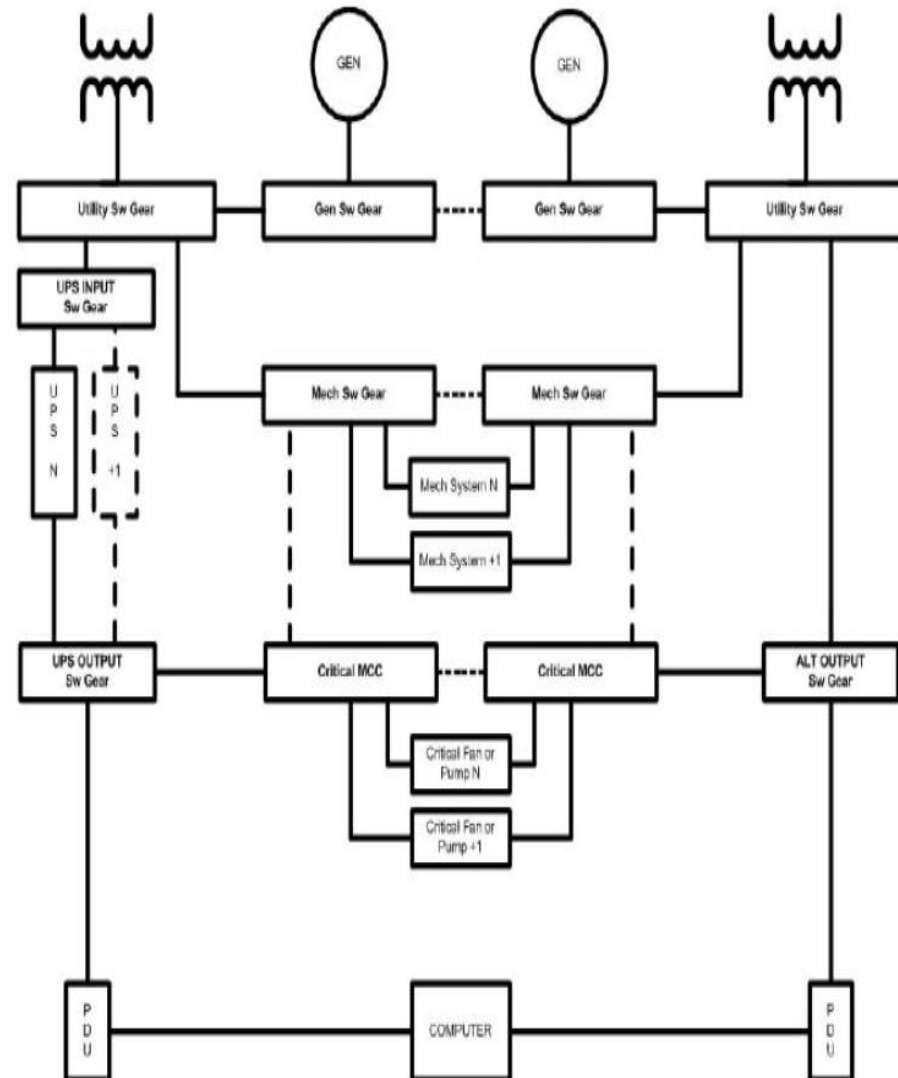 GEN
GEN
Utility Sw Gear
Gen Sw Gear
Gen Sw Gear
Utility Sw Gear
UPS INPUT
Sw Gear
U
P
S
N
U
P
S
+1
Mech Sw Gear
Mech Sw Gear
Mech System N
Mech System +1
UPS OUTPUT
Sw Gear
Critical MCC
Critical MCC
ALT OUTPUT
Sw Gear
Critical Fan or
Pump N
Critical Fan or
Pump +1
P
D
U
COMPUTER
P
D
U